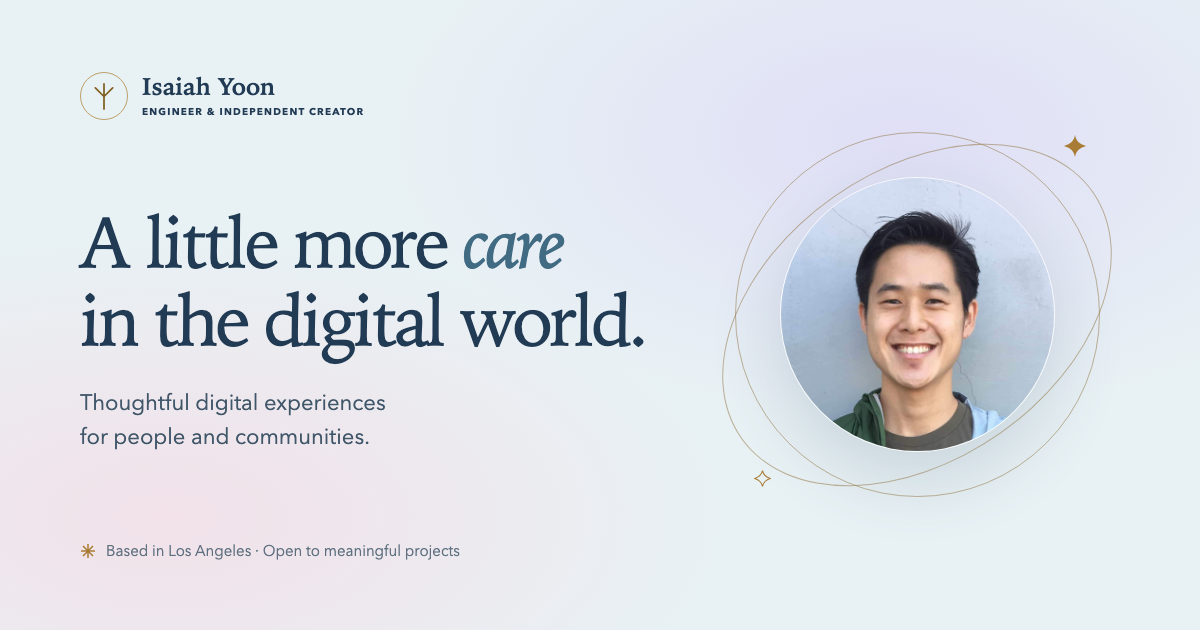 Isaiah Yoon
ENGINEER & INDEPENDENT CREATOR
A little more care
in the digital world.
Thoughtful digital experiences
for people and communities.
Based in Los Angeles · Open to meaningful projects